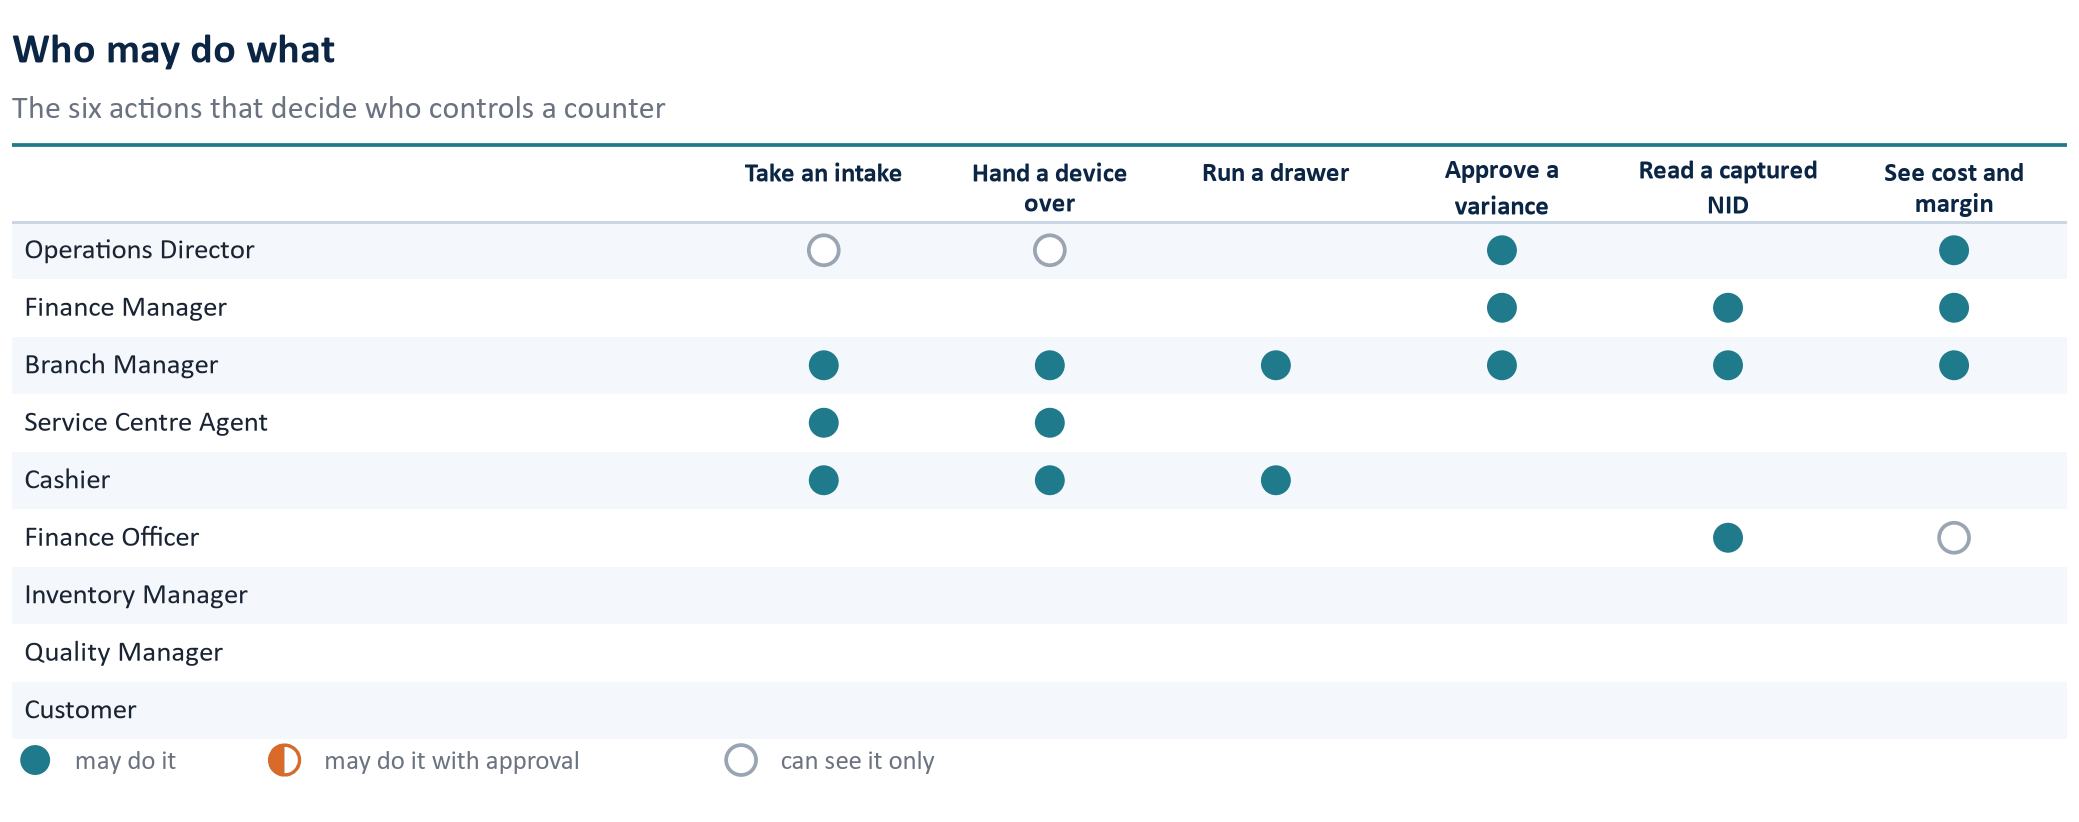 Who may do what
The six actions that decide who controls a counter
Take an intake
Hand a device
over
Run a drawer
Approve a
variance
Read a captured
NID
See cost and
margin
Operations Director
Finance Manager
Branch Manager
Service Centre Agent
Cashier
Finance Officer
Inventory Manager
Quality Manager
Customer
may do it
may do it with approval
can see it only